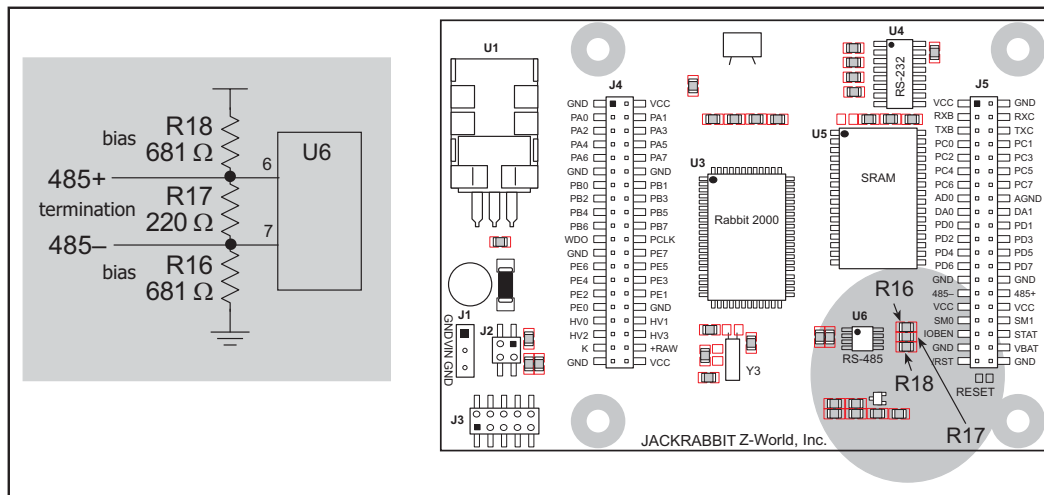 R18
bias
681 Ω
485+
6
U6
termination
R17
220 Ω
485–
7
bias
R16
681 Ω
U1
J4
GND VCC
PA0 PA1
PA2 PA3
PA4 PA5
PA6 PA7
GND GND
PB0 PB1
PB2 PB3
PB4 PB5
PB6 PB7
WDO PCLK
GND PE7
PE6 PE5
PE4 PE3
PE2 PE1
PE0 GND
HV0 HV1
HV2 HV3
K +RAW
GND VCC
J1
GND VIN GND
J2
J3
U3
Rabbit 2000
Y3
U4
RS-232
U5
SRAM
J5
VCC GND
RXB RXC
TXB TXC
PC0 PC1
PC2 PC3
PC4 PC5
PC6 PC7
AD0 AGND
DA0 DA1
PD0 PD1
PD2 PD3
PD4 PD5
PD6 PD7
GND GND
485– 485+
VCC VCC
SM0 SM1
IOBEN STAT
GND VBAT
/RST GND
R16
U6
RS-485
R18
RESET
R17
JACKRABBIT Z-World, Inc.